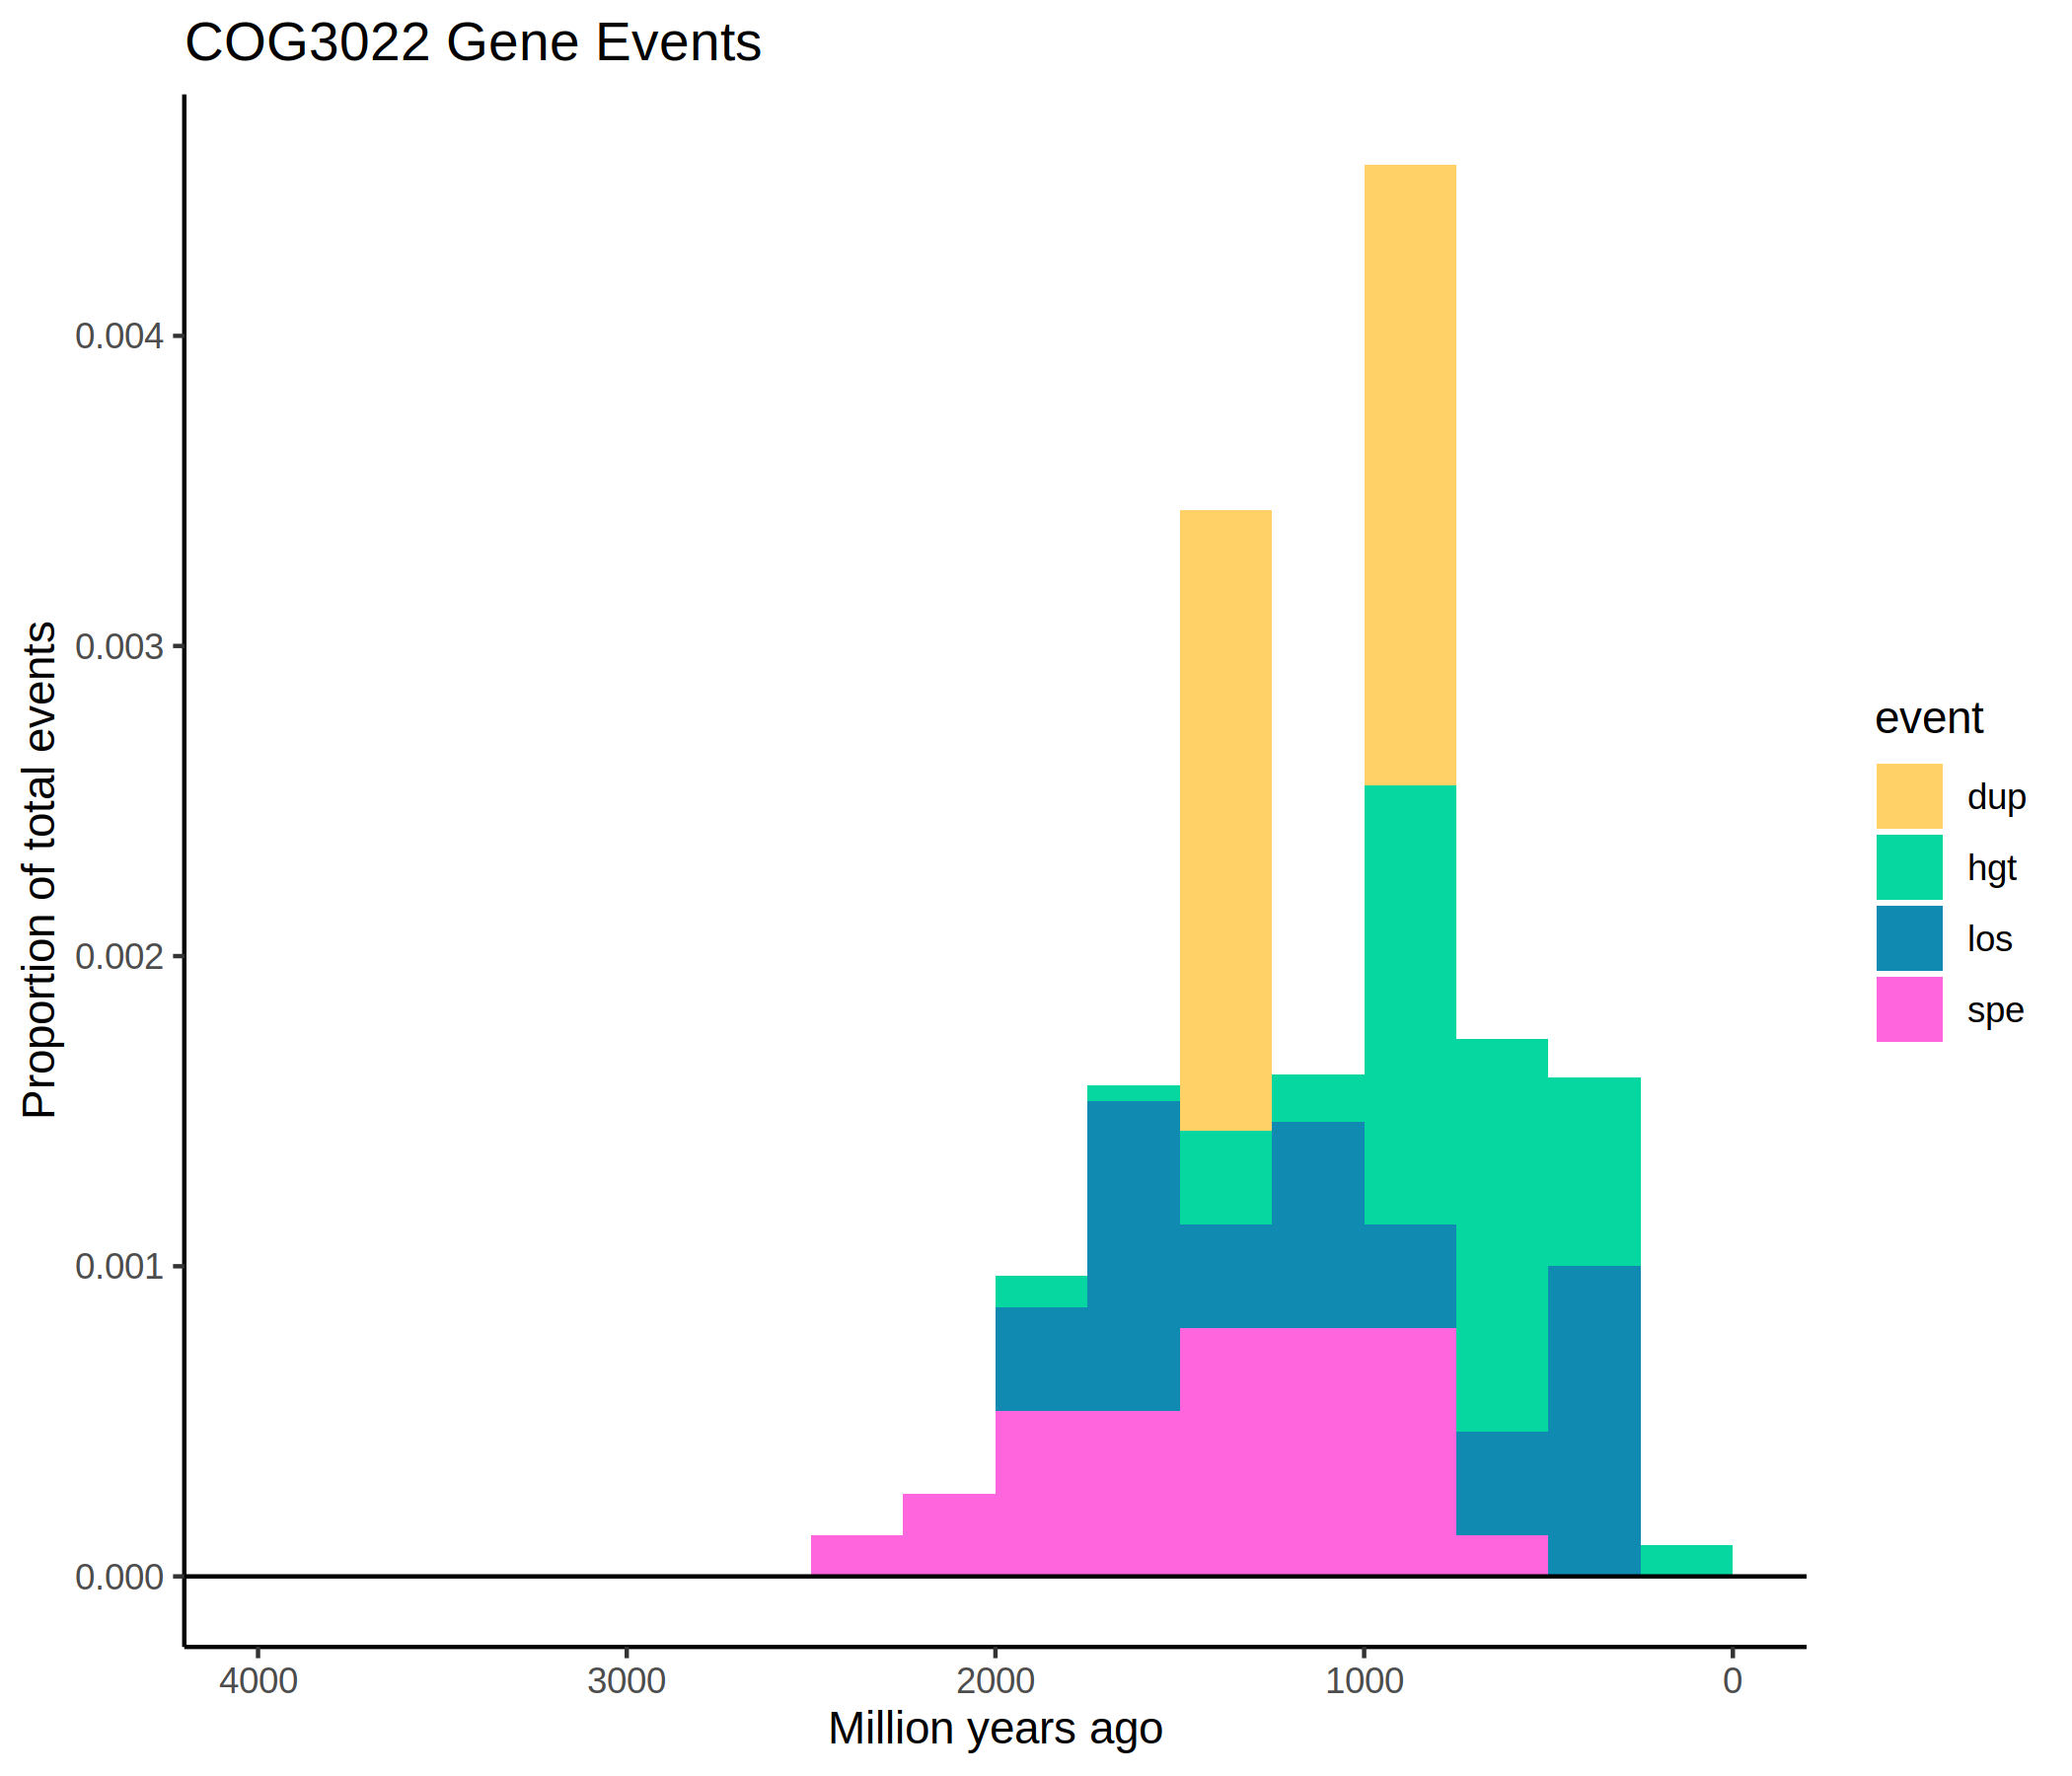 COG3022 Gene Events
Proportion of total events
0.004
0.003
0.002
0.001
0.000
4000 3000 2000 1000 0
Million years ago
event
dup
hgt
los
spe